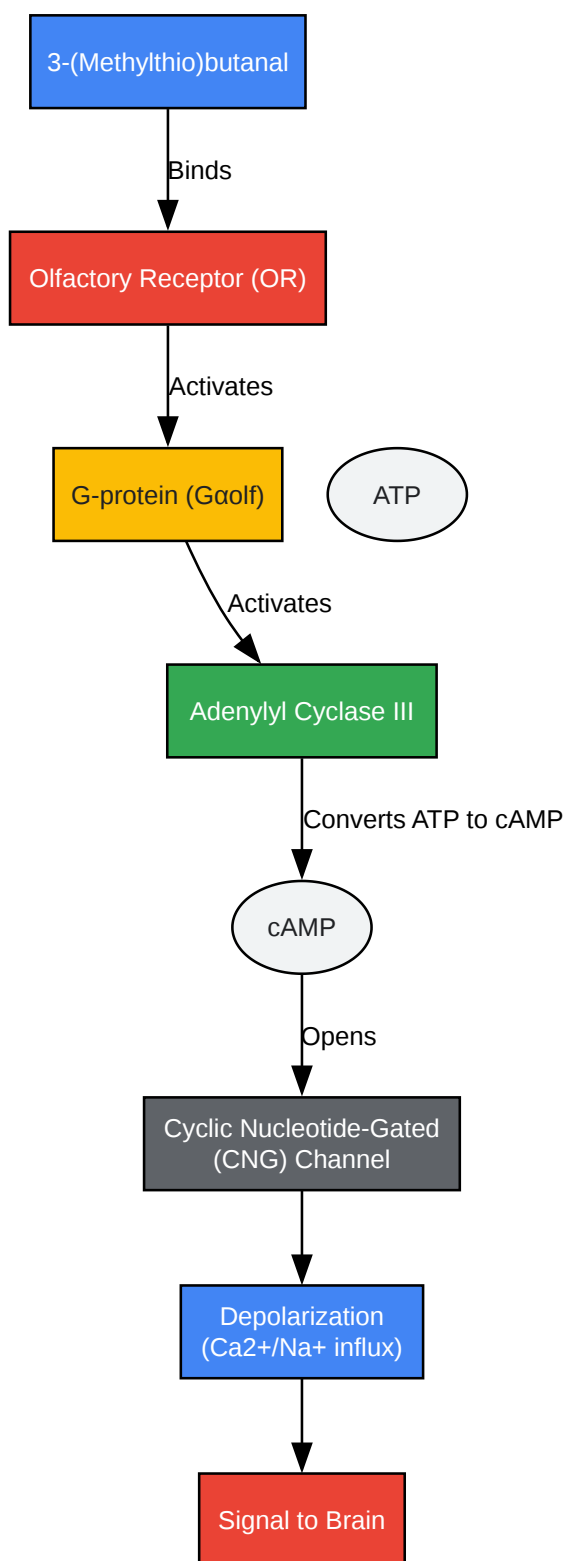 3-(Methylthio)butanal
Binds
Olfactory Receptor (OR)
Activates
G-protein (Gαolf)
ATP
Activates
Adenylyl Cyclase III
Converts ATP to cAMP
cAMP
Opens
Cyclic Nucleotide-Gated
(CNG) Channel
Depolarization
(Ca2+/Na+ influx)
Signal to Brain